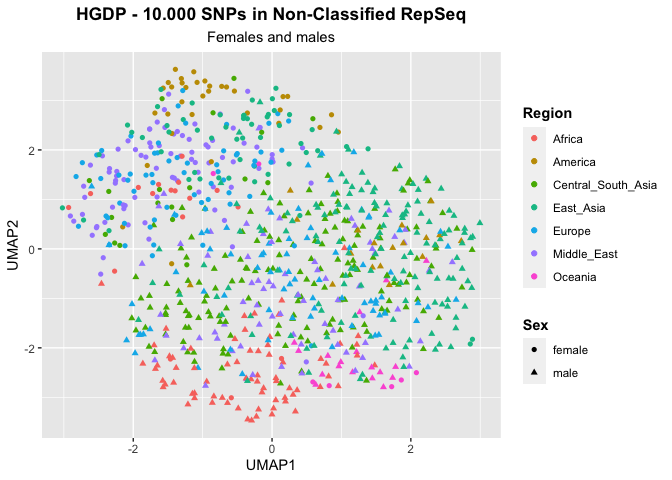 HGDP - 10.000 SNPs in Non-Classified RepSeq
Females and males
UMAP2
2
0
-2
-2
0
2
UMAP1
Region
Africa
America
Central_South_Asia
East_Asia
Europe
Middle_East
Oceania
Sex
female
male